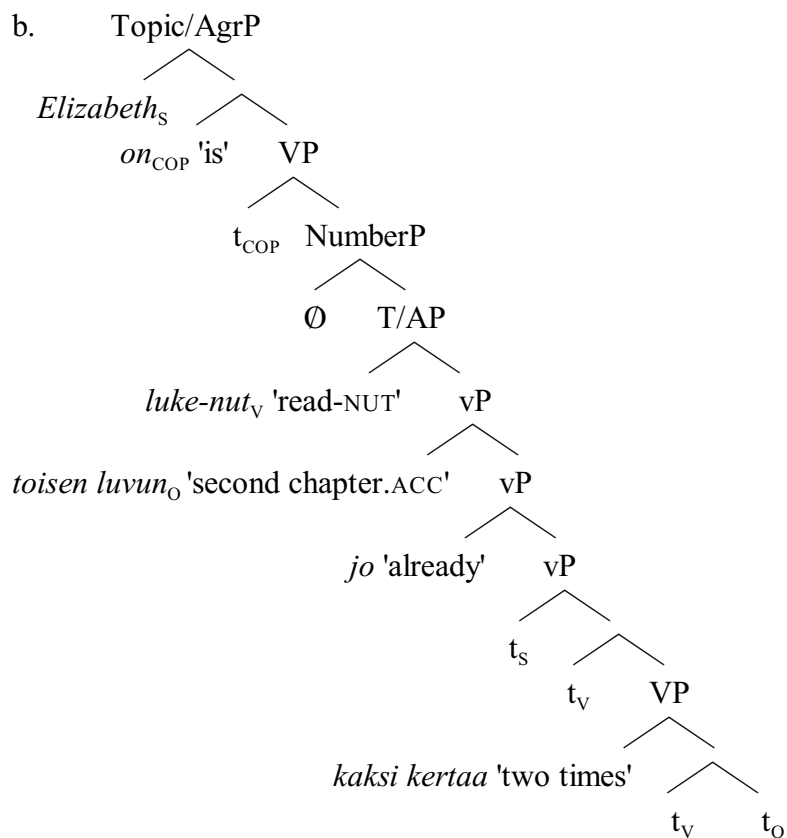 b. Topic/AgrP
Elizabeth_S
on_COP 'is' VP
t_COP NumberP
Ø T/AP
luke-nut_V 'read-NUT' vP
toisen luvun_O 'second chapter.ACC' vP
jo 'already' vP
t_S
t_V VP
kaksi kertaa 'two times'
t_V t_O